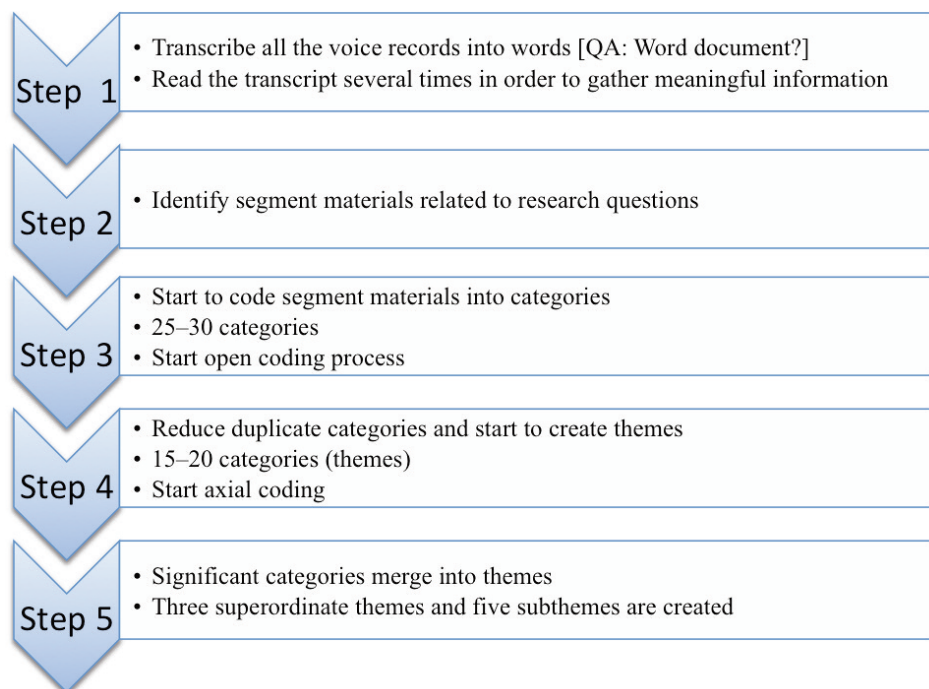 Step 1
• Transcribe all the voice records into words [QA: Word document?]
• Read the transcript several times in order to gather meaningful information
Step 2
• Identify segment materials related to research questions
Step 3
• Start to code segment materials into categories
• 25–30 categories
• Start open coding process
Step 4
• Reduce duplicate categories and start to create themes
• 15–20 categories (themes)
• Start axial coding
Step 5
• Significant categories merge into themes
• Three superordinate themes and five subthemes are created